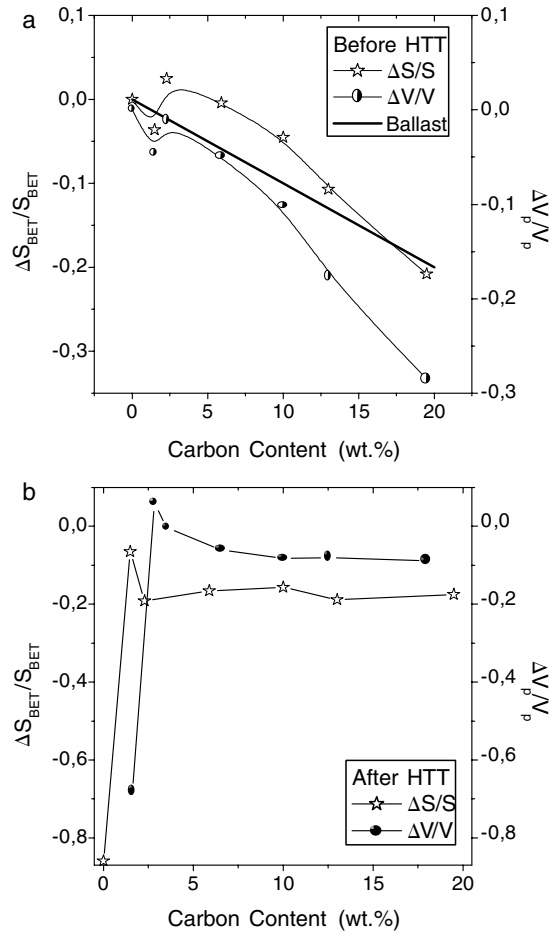 a
0,1
0,0
-0,1
-0,2
-0,3
ΔS_BET/S_BET
0,1
0,0
-0,1
-0,2
-0,3
ΔV_p/V_p
Before HTT
ΔS/S
ΔV/V
Ballast
0
5
10
15
20
Carbon Content (wt.%)
b
0,0
-0,2
-0,4
-0,6
-0,8
ΔS_BET/S_BET
0,0
-0,2
-0,4
-0,6
-0,8
ΔV_p/V_p
After HTT
ΔS/S
ΔV/V
0
5
10
15
20
Carbon Content (wt.%)